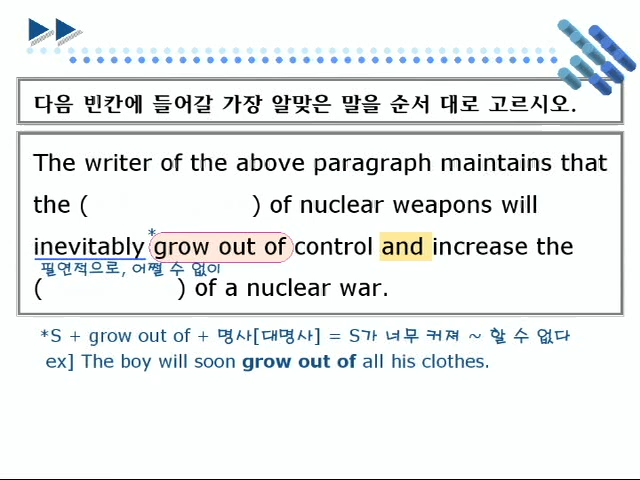 다음 빈칸에 들어갈 가장 알맞은 말을 순서 대로 고르시오.
The writer of the above paragraph maintains that
the ( ) of nuclear weapons will
inevitably *grow out of control and increase the
필연적으로, 어쩔 수 없이
( ) of a nuclear war.
*S + grow out of + 명사[대명사] = S가 너무 커져 ~ 할 수 없다
ex] The boy will soon grow out of all his clothes.